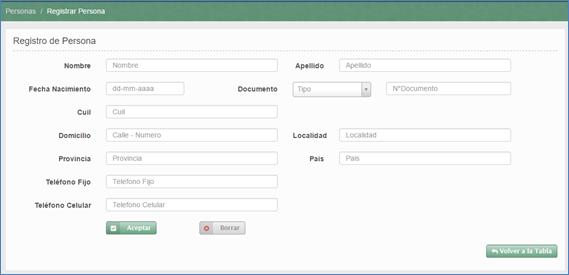 Personas / Registrar Persona
Registro de Persona
Nombre Nombre Apellido Apellido
Fecha Nacimiento dd-mm-aaaa Documento Tipo N°Documento
Cuil Cuil
Domicilio Calle - Numero Localidad Localidad
Provincia Provincia Pais Pais
Teléfono Fijo Telefono Fijo
Teléfono Celular Telefono Celular
Aceptar Borrar
Volver a la Tabla